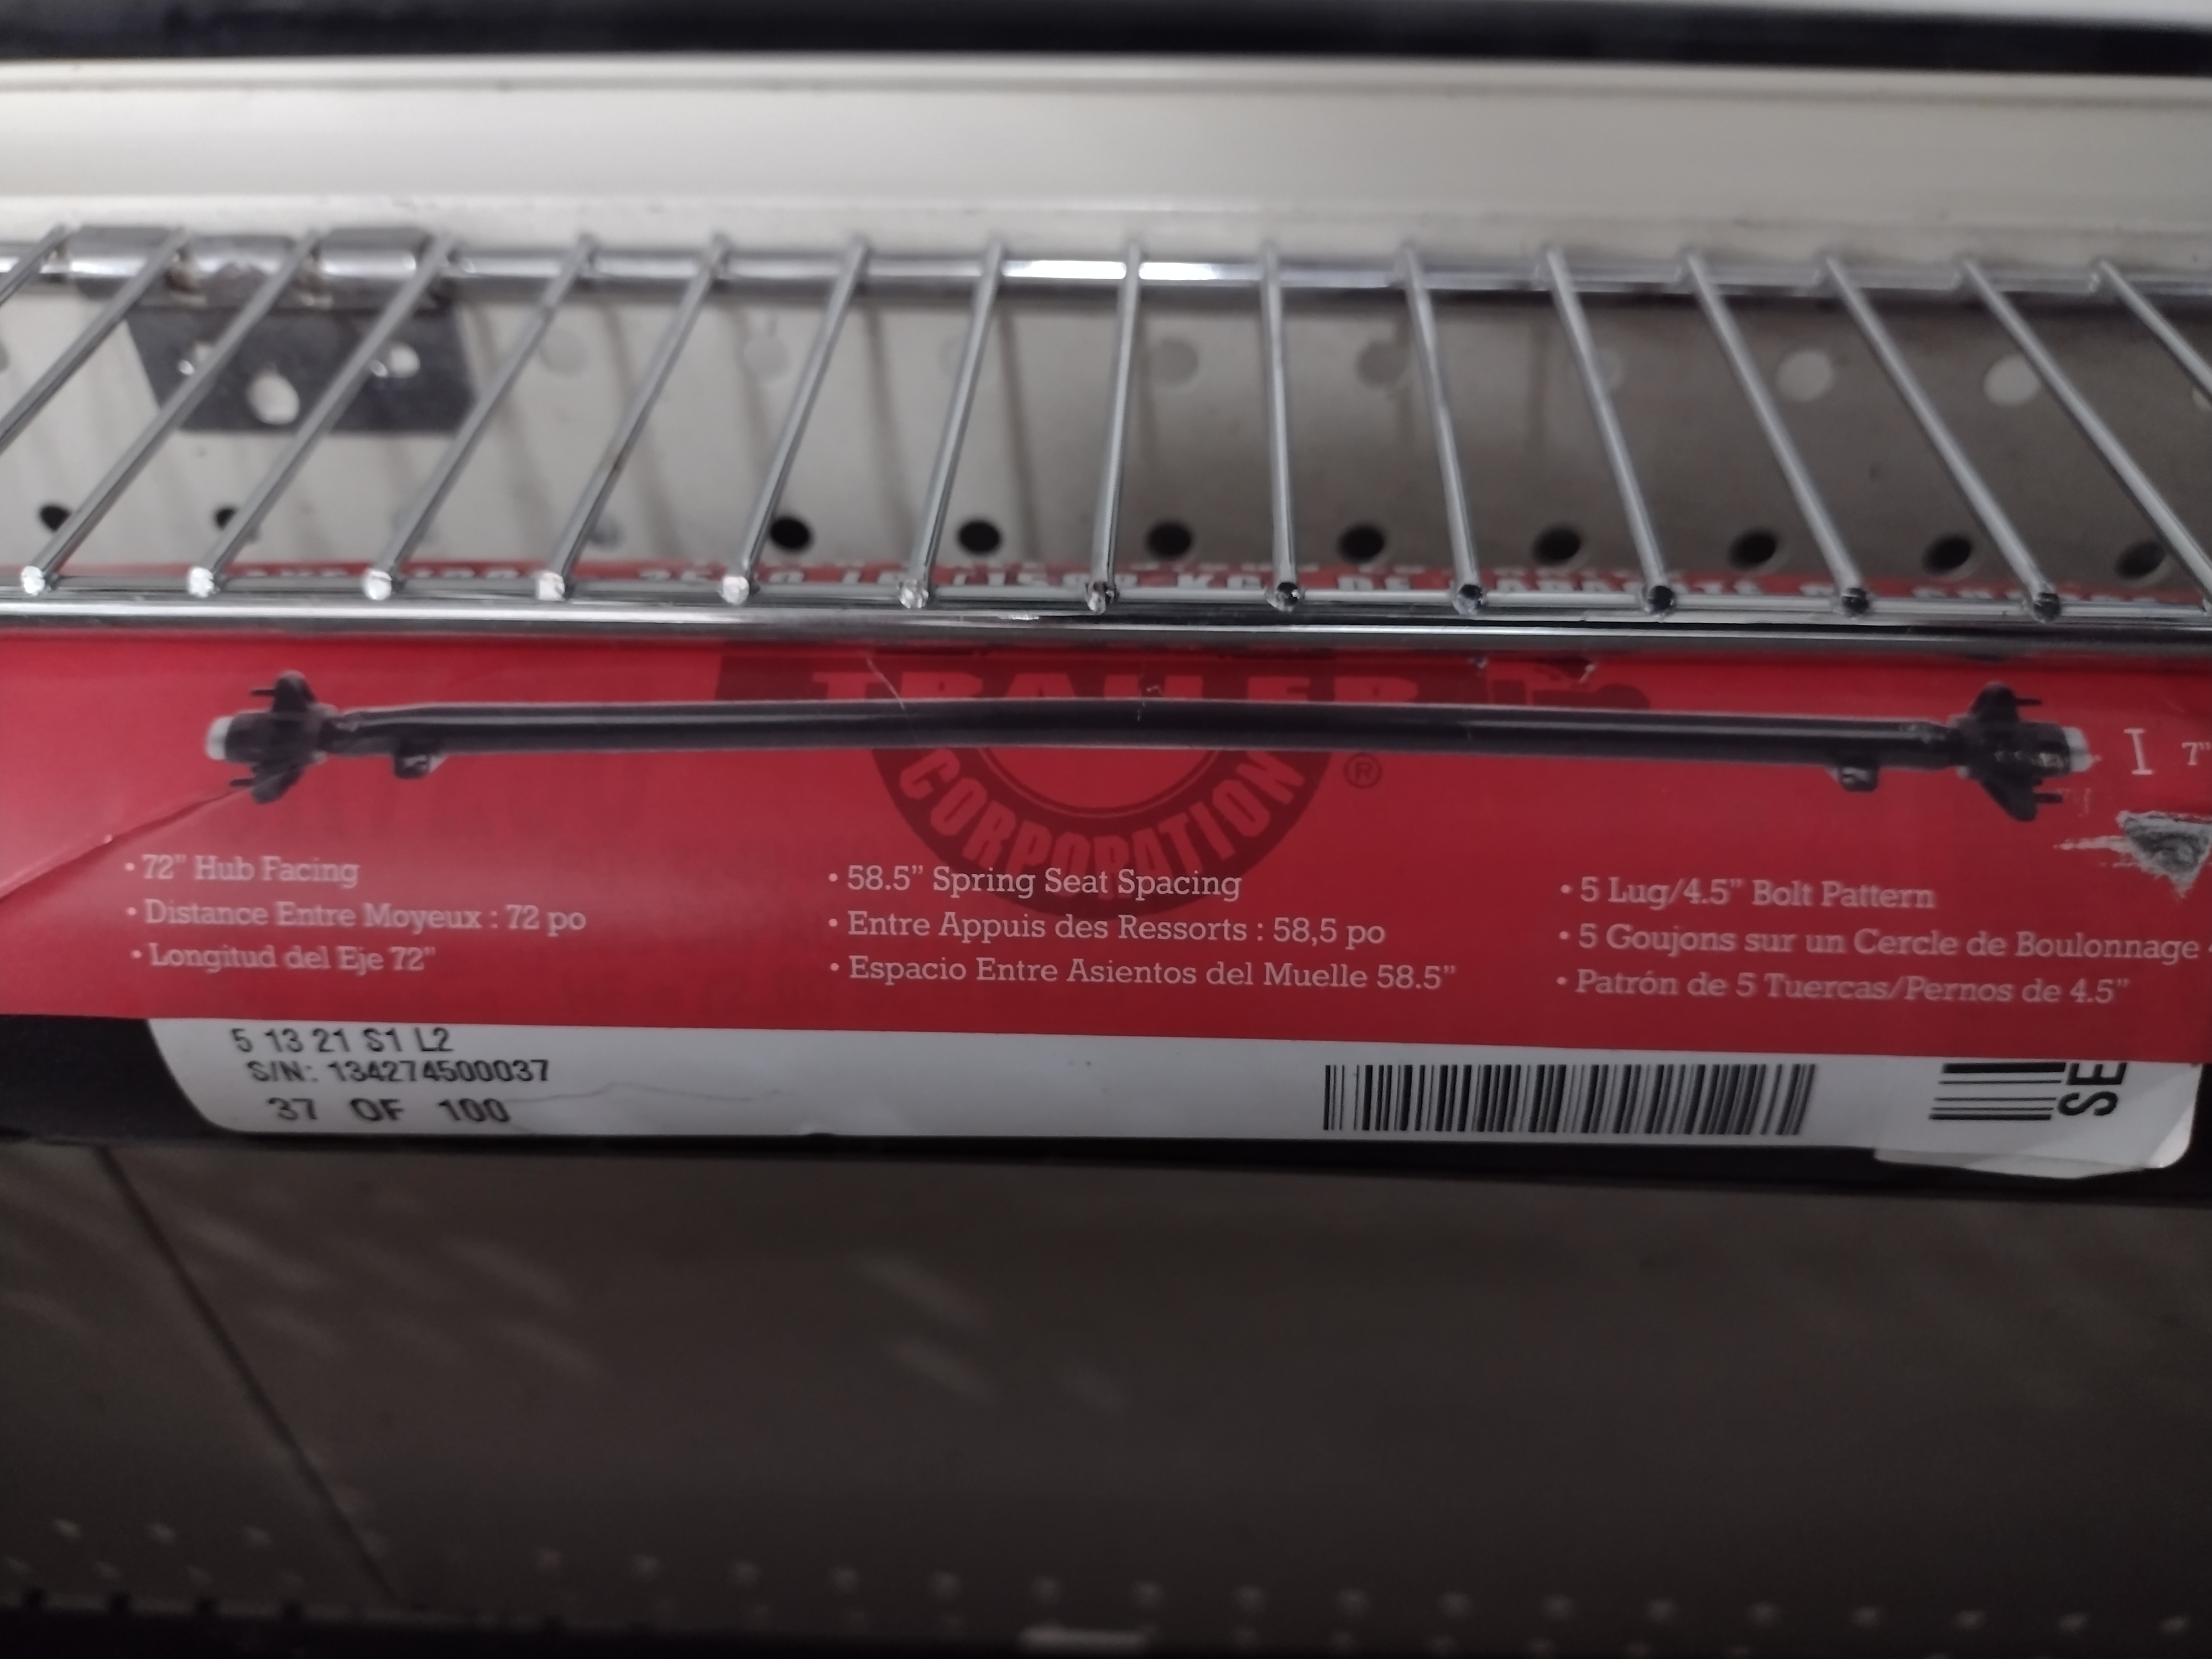 • 72" Hub Facing
• Distance Entre Moyeux : 72 po
• Longitud del Eje 72"
• 58.5" Spring Seat Spacing
• Entre Appuis des Ressorts : 58,5 po
• Espacio Entre Asientos del Muelle 58.5"
• 5 Lug/4.5" Bolt Pattern
• 5 Goujons sur un Cercle de Boulonnage
• Patrón de 5 Tuercas/Pernos de 4.5"
TRAILER
CORPORATION
®
5 13 21 S1 L2
S/N: 134274500037
37 OF 100
SE